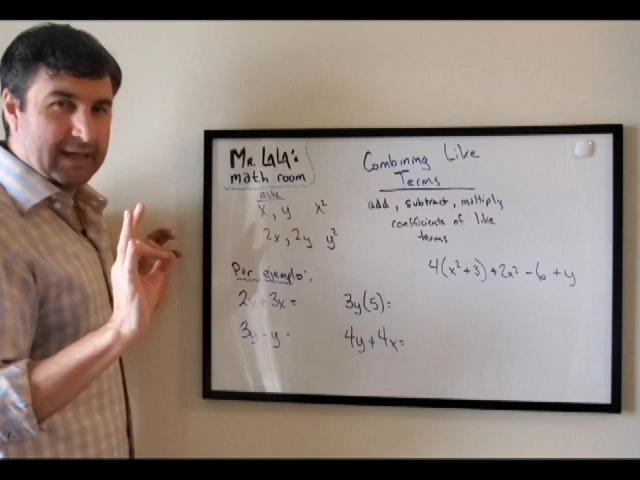 Mr. LaLa's
math room
Combining Like
Terms
alike
x, y x²
2x, 2y y²
add, subtract, multiply
coefficients of like
terms
4(x² + 3) + 2x² - 6 + y
Por ejemplo:
2x + 3x =
3y(5) =
3y - y =
4y + 4x =